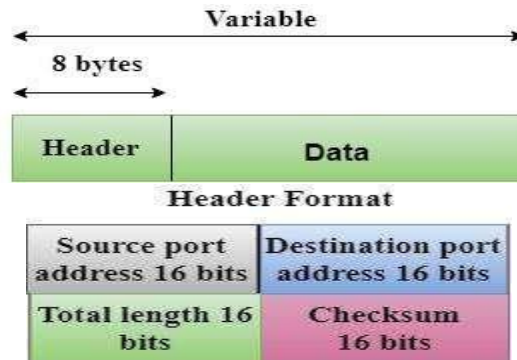 Variable
8 bytes
Header
Data
Header Format
Source port
address 16 bits
Destination port
address 16 bits
Total length 16
bits
Checksum
16 bits